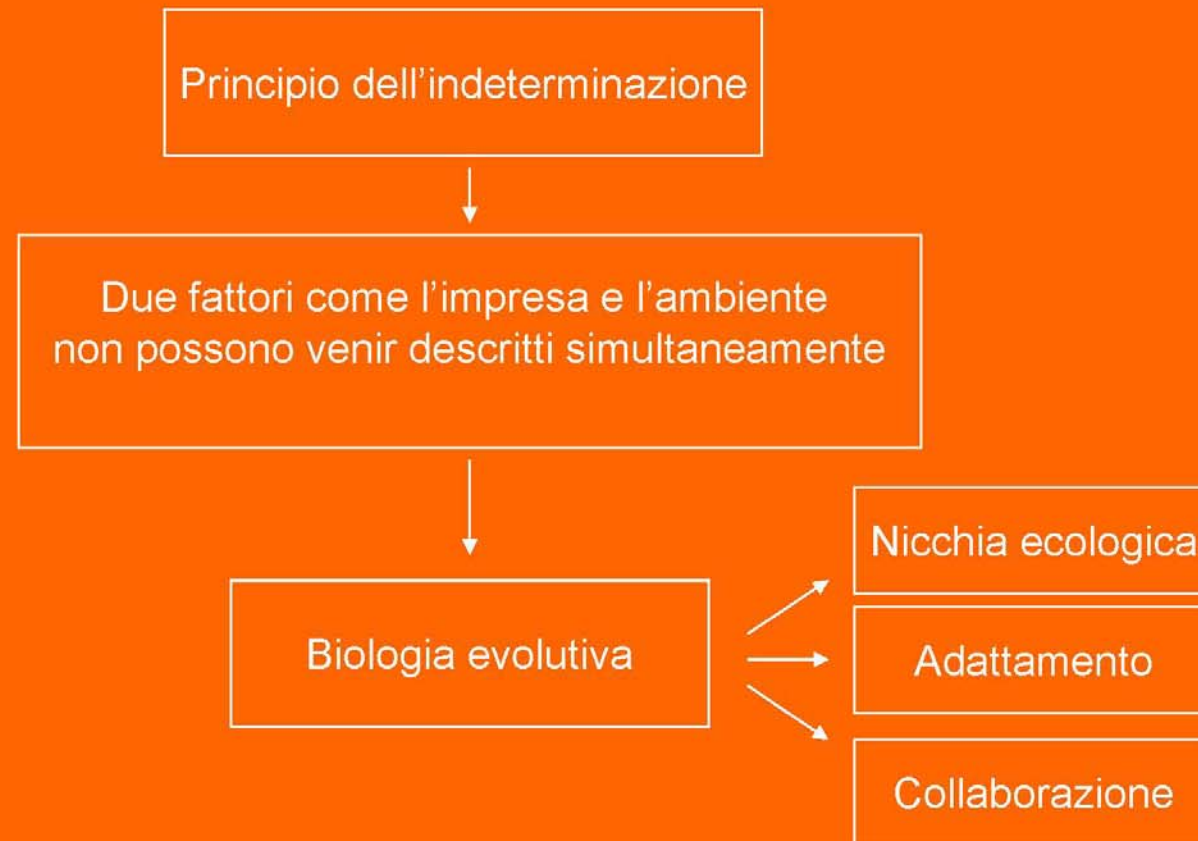 Principio dell'indeterminazione
Due fattori come l'impresa e l'ambiente
non possono venir descritti simultaneamente
Biologia evolutiva
Nicchia ecologica
Adattamento
Collaborazione